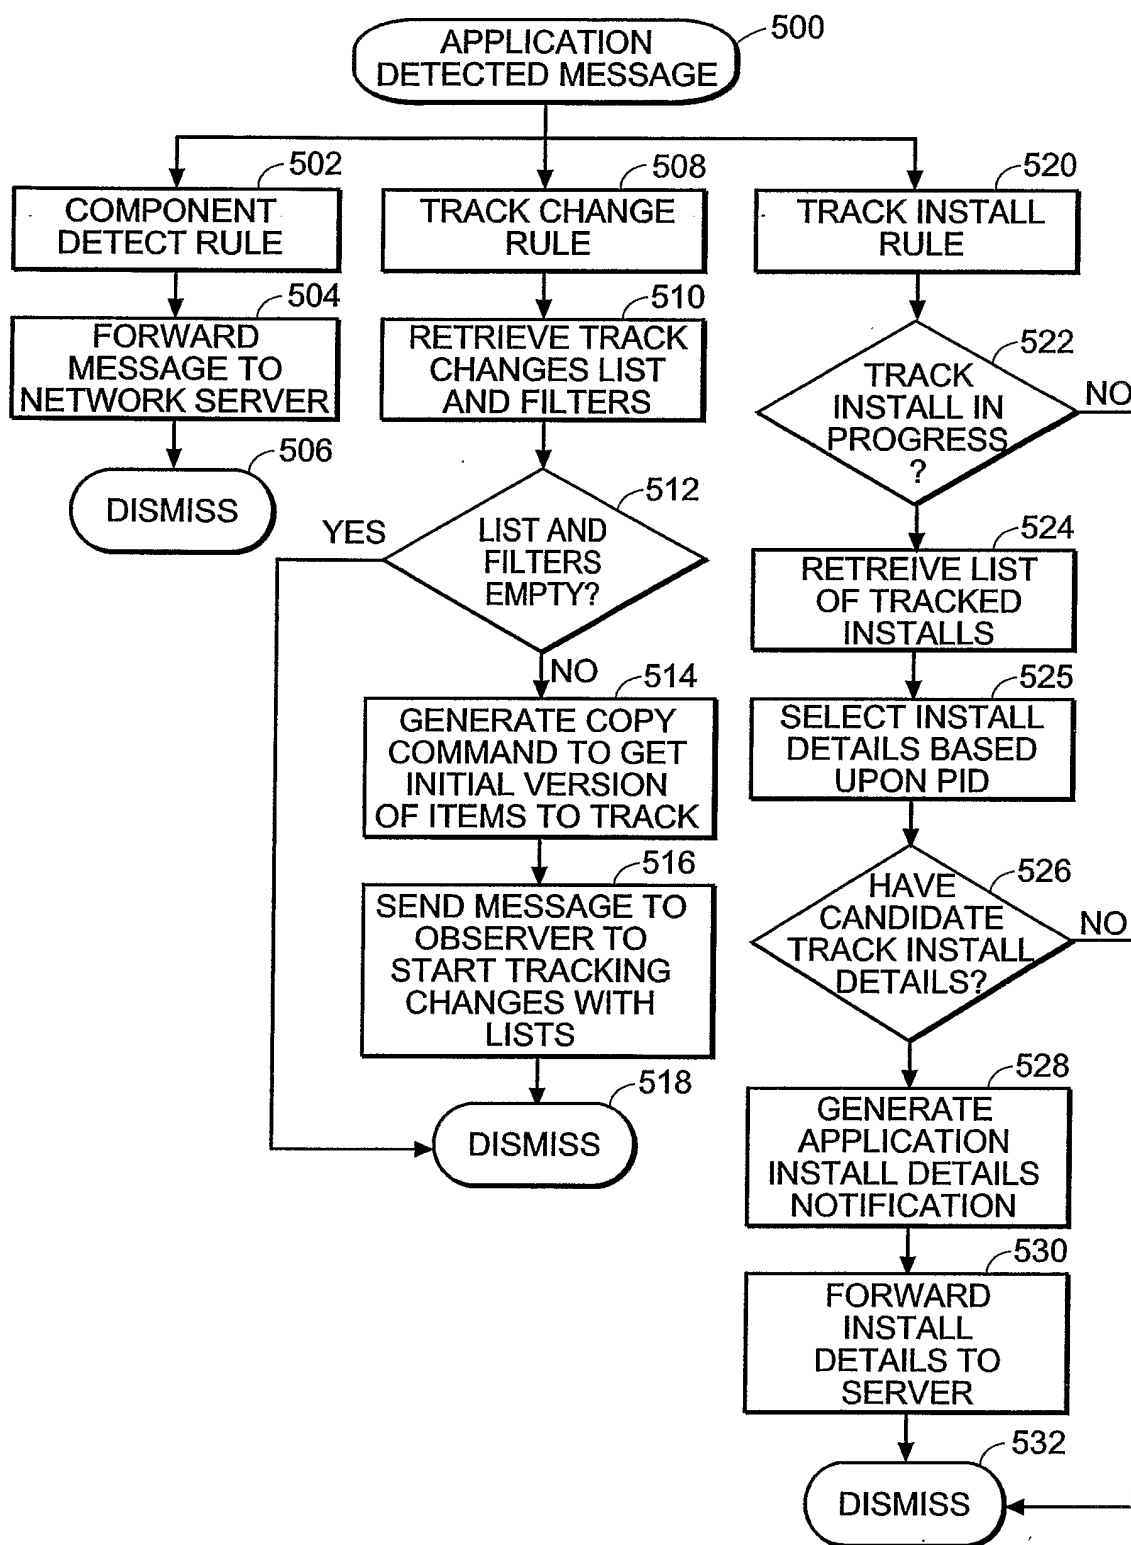 APPLICATION
DETECTED MESSAGE
500
502
COMPONENT
DETECT RULE
504
FORWARD
MESSAGE TO
NETWORK SERVER
506
DISMISS
508
TRACK CHANGE
RULE
510
RETRIEVE TRACK
CHANGES LIST
AND FILTERS
512
LIST AND
FILTERS
EMPTY?
YES
NO
514
GENERATE COPY
COMMAND TO GET
INITIAL VERSION
OF ITEMS TO TRACK
516
SEND MESSAGE TO
OBSERVER TO
START TRACKING
CHANGES WITH
LISTS
518
DISMISS
520
TRACK INSTALL
RULE
522
TRACK
INSTALL IN
PROGRESS
?
NO
524
RETREIVE LIST
OF TRACKED
INSTALLS
525
SELECT INSTALL
DETAILS BASED
UPON PID
526
HAVE
CANDIDATE
TRACK INSTALL
DETAILS?
NO
528
GENERATE
APPLICATION
INSTALL DETAILS
NOTIFICATION
530
FORWARD
INSTALL
DETAILS TO
SERVER
532
DISMISS